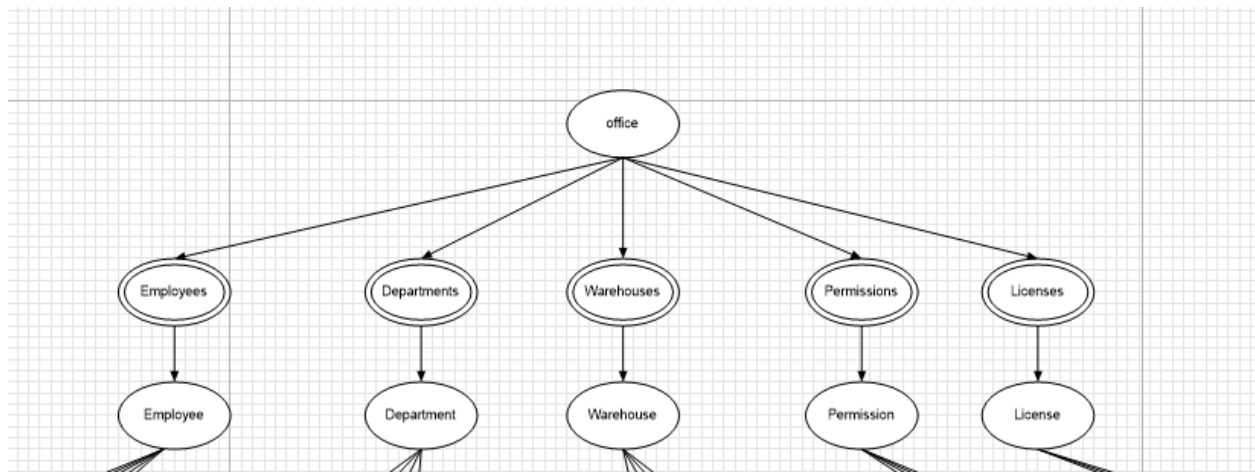 office
Employees
Departments
Warehouses
Permissions
Licenses
Employee
Department
Warehouse
Permission
License